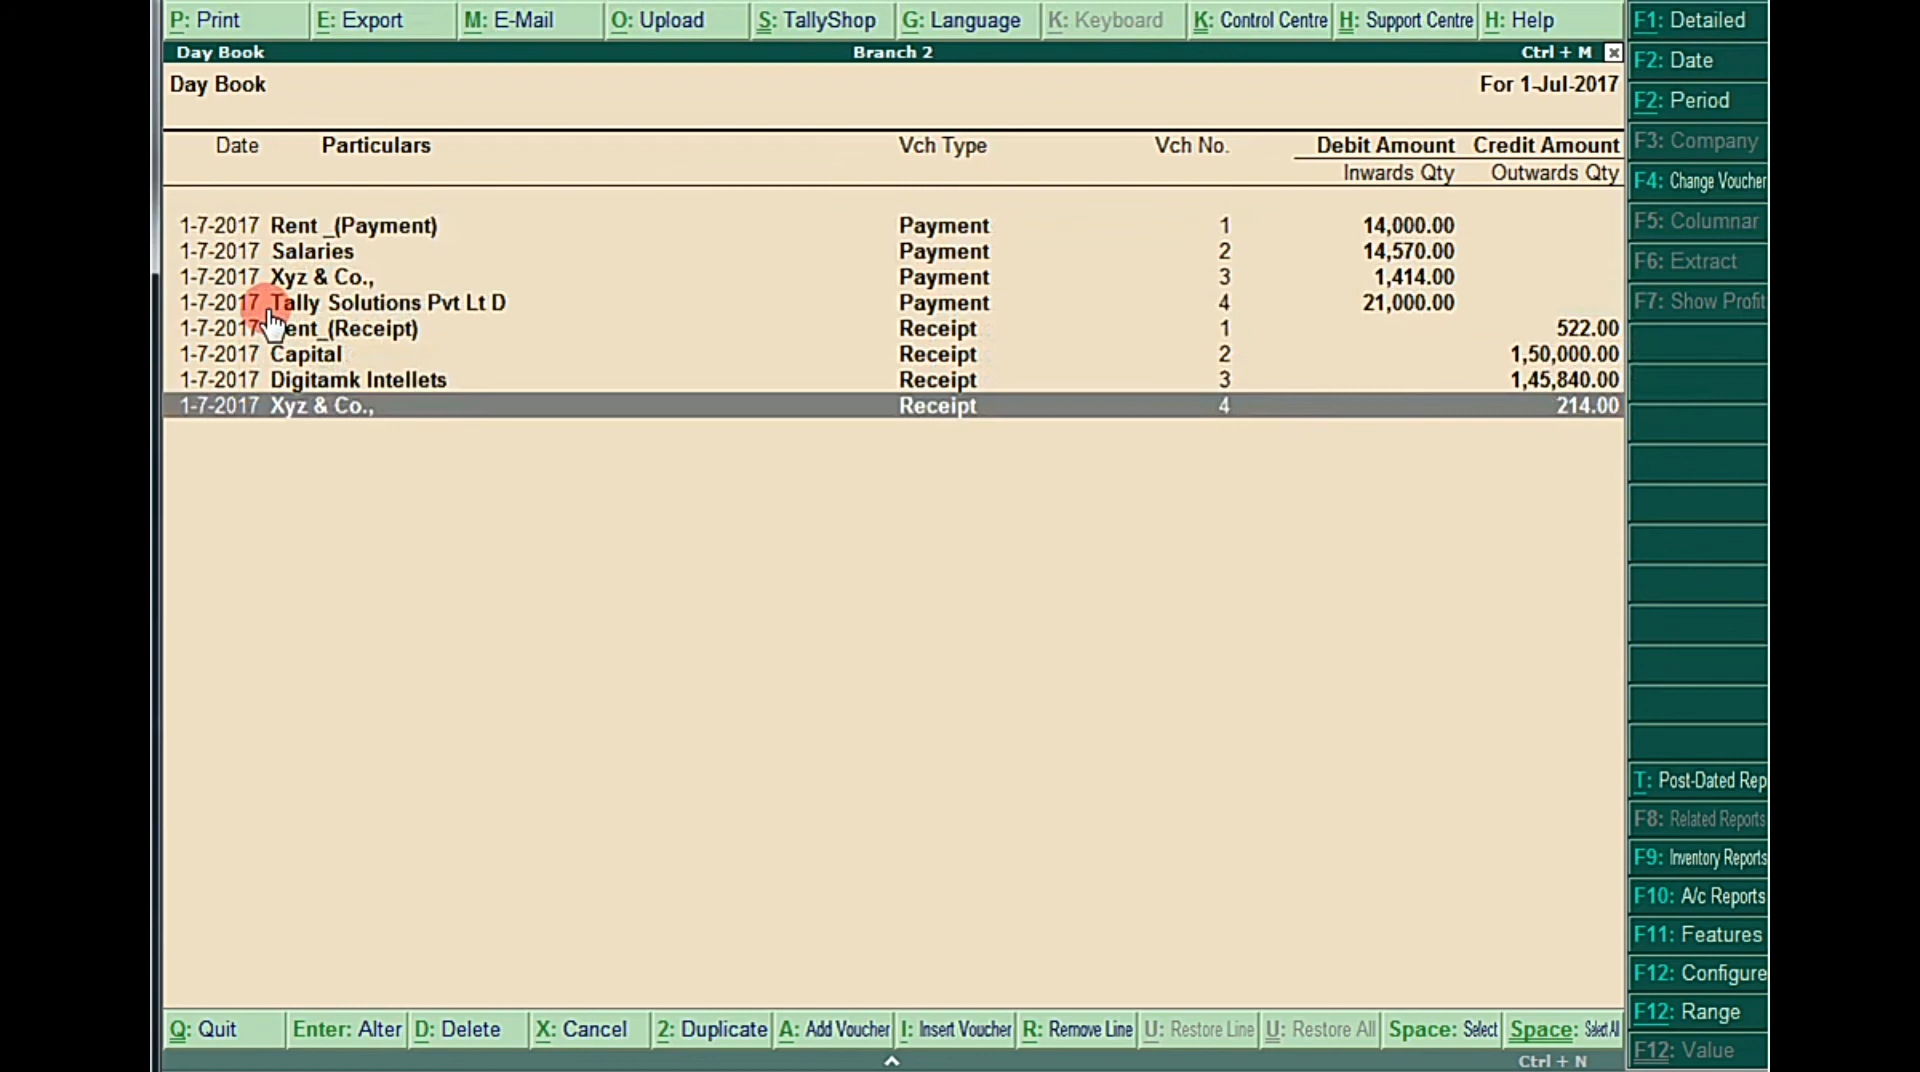 P: Print E: Export M: E-Mail O: Upload S: TallyShop G: Language K: Keyboard K: Control Centre H: Support Centre H: Help
Day Book Branch 2 Ctrl + M
Day Book For 1-Jul-2017
Date Particulars Vch Type Vch No. Debit Amount Credit Amount
Inwards Qty Outwards Qty
1-7-2017 Rent _(Payment) Payment 1 14,000.00
1-7-2017 Salaries Payment 2 14,570.00
1-7-2017 Xyz & Co., Payment 3 1,414.00
1-7-2017 Tally Solutions Pvt Lt D Payment 4 21,000.00
1-7-2017 Rent_(Receipt) Receipt 1 522.00
1-7-2017 Capital Receipt 2 1,50,000.00
1-7-2017 Digitamk Intellets Receipt 3 1,45,840.00
1-7-2017 Xyz & Co., Receipt 4 214.00
Q: Quit Enter: Alter D: Delete X: Cancel 2: Duplicate A: Add Voucher I: Insert Voucher R: Remove Line U: Restore Line U: Restore All Space: Select Space: Select All
Ctrl + N
F1: Detailed
F2: Date
F2: Period
F3: Company
F4: Change Voucher
F5: Columnar
F6: Extract
F7: Show Profit
T: Post-Dated Rep
F8: Related Reports
F9: Inventory Reports
F10: A/c Reports
F11: Features
F12: Configure
F12: Range
F12: Value